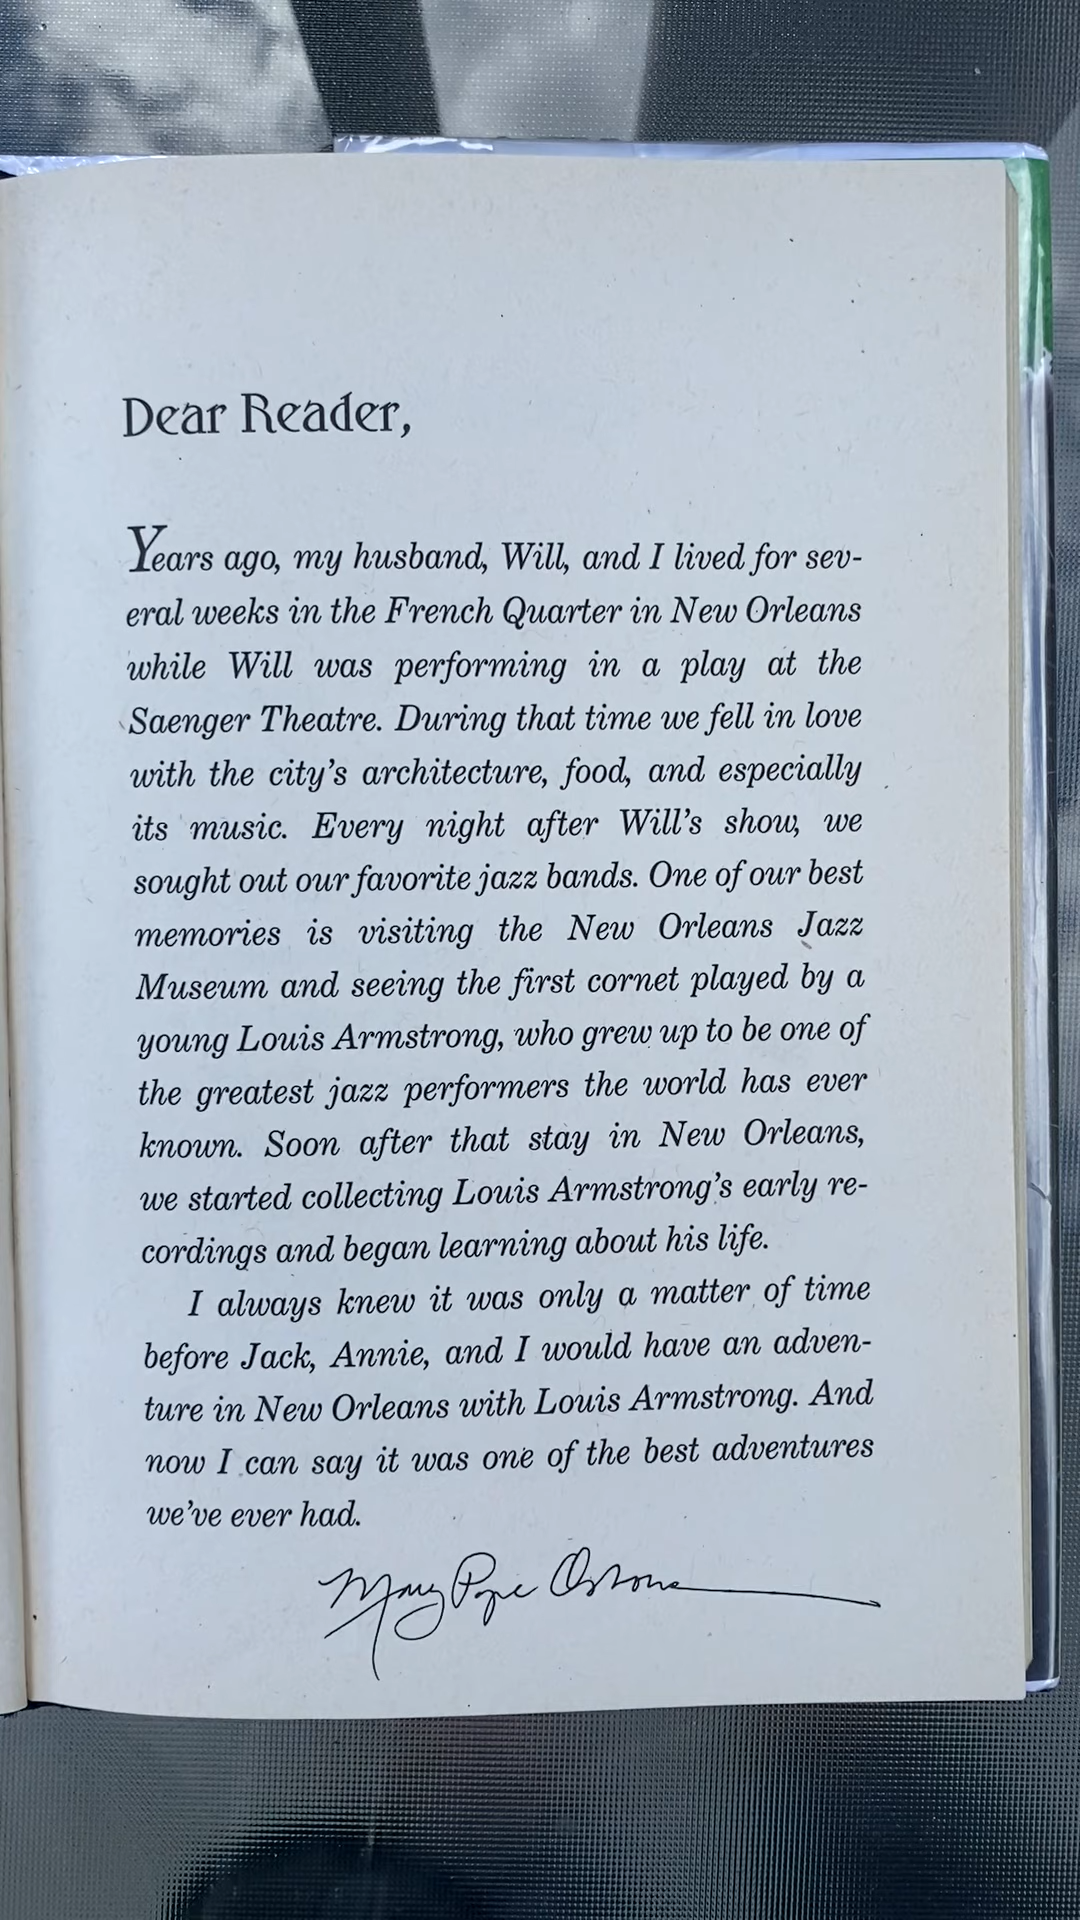 Dear Reader,
Years ago, my husband, Will, and I lived for sev-
eral weeks in the French Quarter in New Orleans
while Will was performing in a play at the
Saenger Theatre. During that time we fell in love
with the city's architecture, food, and especially
its music. Every night after Will's show, we
sought out our favorite jazz bands. One of our best
memories is visiting the New Orleans Jazz
Museum and seeing the first cornet played by a
young Louis Armstrong, who grew up to be one of
the greatest jazz performers the world has ever
known. Soon after that stay in New Orleans,
we started collecting Louis Armstrong's early re-
cordings and began learning about his life.
I always knew it was only a matter of time
before Jack, Annie, and I would have an adven-
ture in New Orleans with Louis Armstrong. And
now I can say it was one of the best adventures
we've ever had.
Mary Pope Osborne